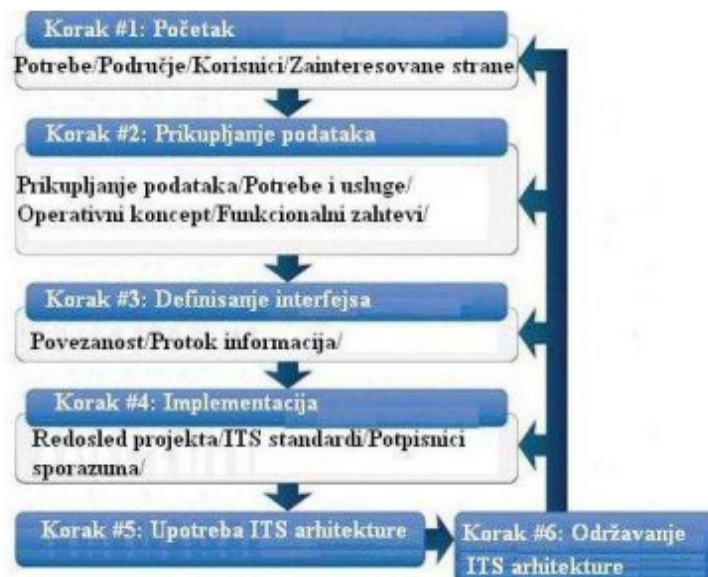 Korak #1: Početak
Potrebe/Područje/Korisnici/Zainteresovane strane
Korak #2: Prikupljanje podataka
Prikupljanje podataka/Potrebe i usluge/
Operativni koncept/Funkcionalni zahtevi/
Korak #3: Definisanje interfejsa
Povezanost/Protok informacija/
Korak #4: Implementacija
Redosled projekta/ITS standardi/Potpisnici
sporazuma/
Korak #5: Upotreba ITS arhitekture
Korak #6: Održavanje
ITS arhitekture